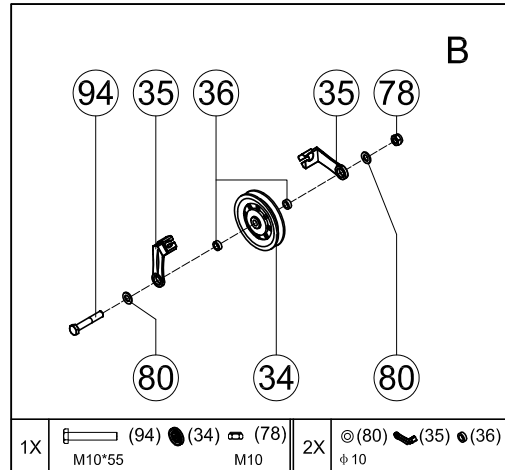 B
94 35 36 35 78
80 34 80
1X (94) (34) (78) 2X (80) (35) (36)
M10*55 M10 ϕ10